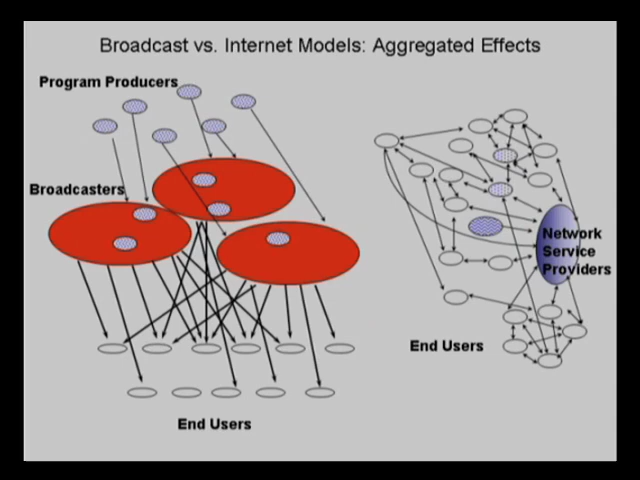 Broadcast vs. Internet Models: Aggregated Effects
Program Producers
Broadcasters
Network
Service
Providers
End Users
End Users